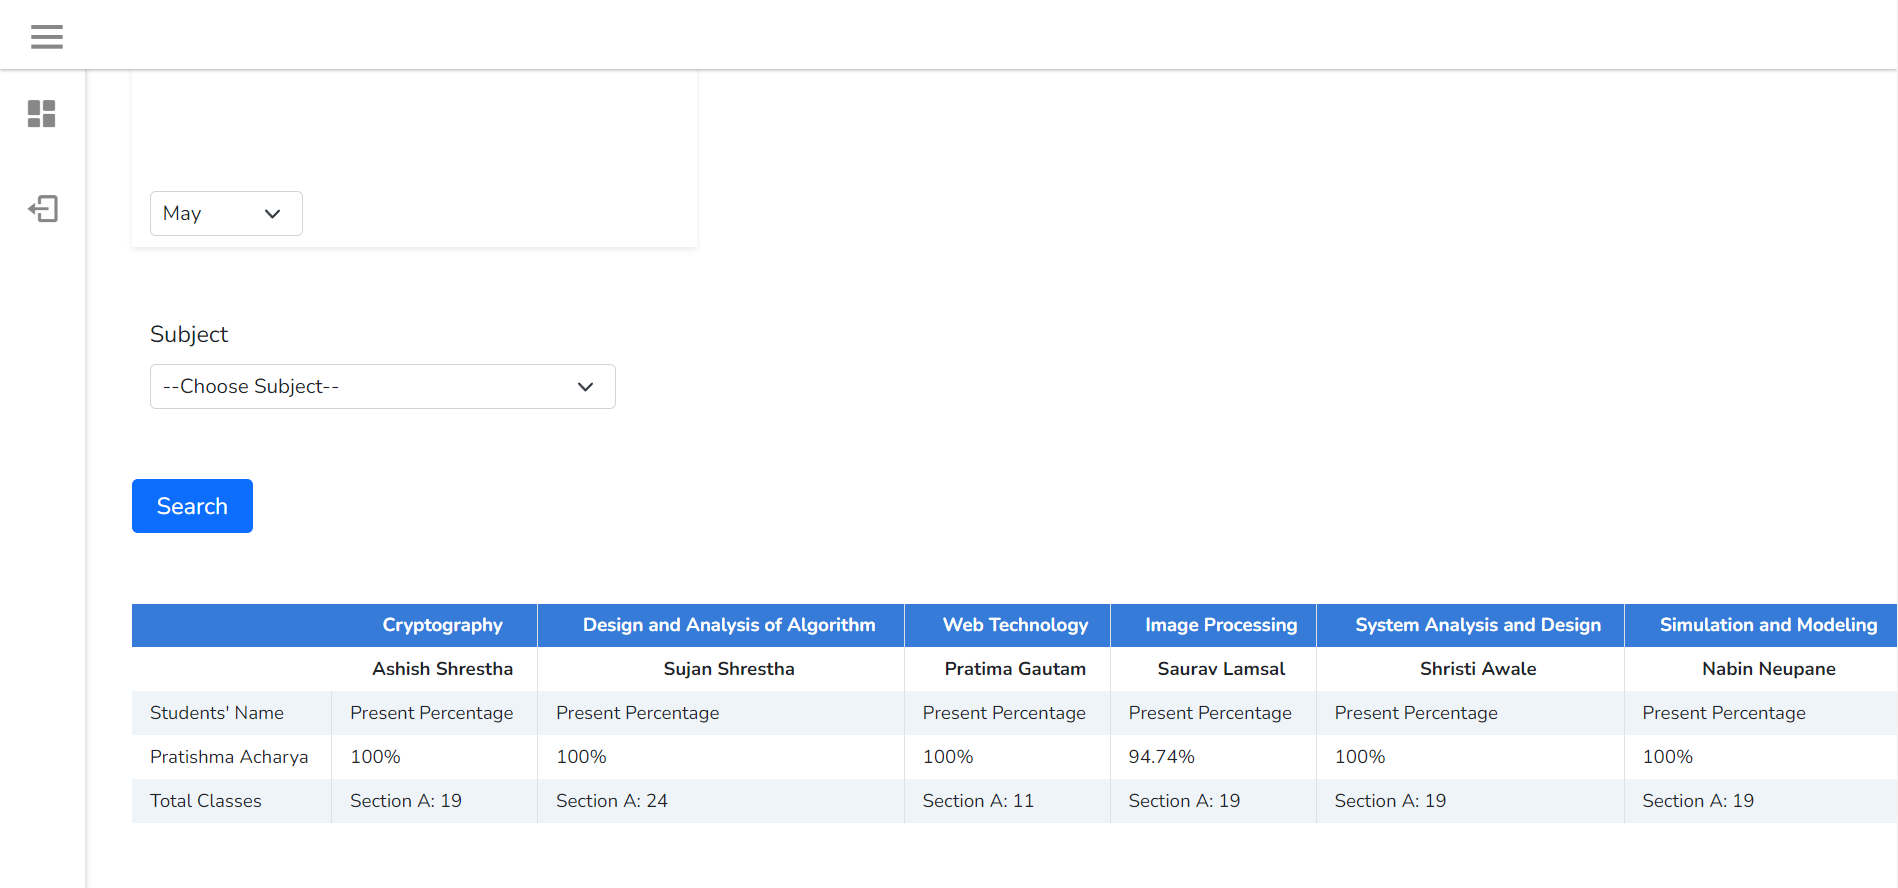 May
Subject
--Choose Subject--
Search
Cryptography Design and Analysis of Algorithm Web Technology Image Processing System Analysis and Design Simulation and Modeling
Ashish Shrestha Sujan Shrestha Pratima Gautam Saurav Lamsal Shristi Awale Nabin Neupane
Students' Name Present Percentage Present Percentage Present Percentage Present Percentage Present Percentage Present Percentage
Pratishma Acharya 100% 100% 100% 94.74% 100% 100%
Total Classes Section A: 19 Section A: 24 Section A: 11 Section A: 19 Section A: 19 Section A: 19